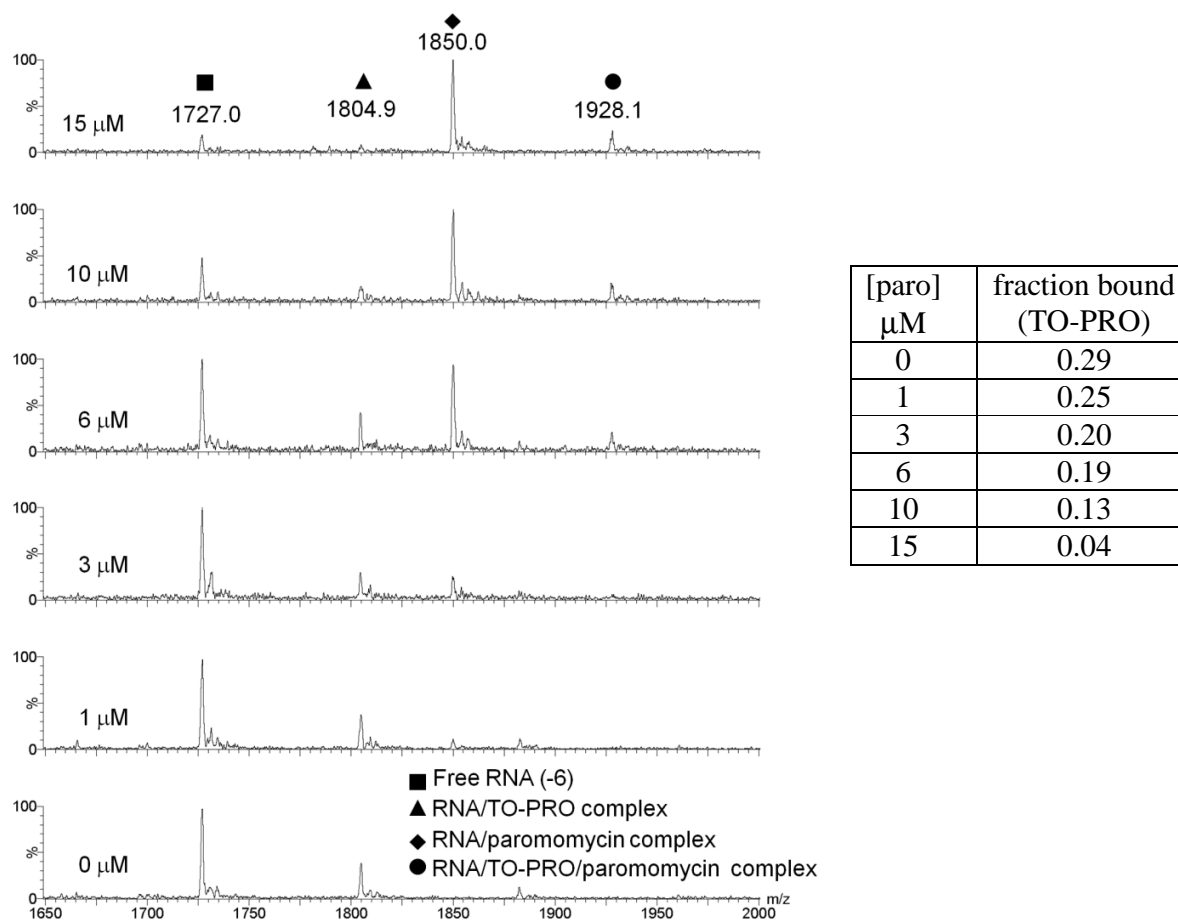 1850.0
100
1727.0
1804.9
1928.1
%
15 μM
0
100
%
10 μM
0
100
%
6 μM
0
100
%
3 μM
0
100
%
1 μM
0
■ Free RNA (-6)
▲ RNA/TO-PRO complex
◆ RNA/paromomycin complex
● RNA/TO-PRO/paromomycin complex
100
%
0 μM
0
1650 1700 1750 1800 1850 1900 1950 2000 m/z
[paro] μM fraction bound (TO-PRO)
0 0.29
1 0.25
3 0.20
6 0.19
10 0.13
15 0.04